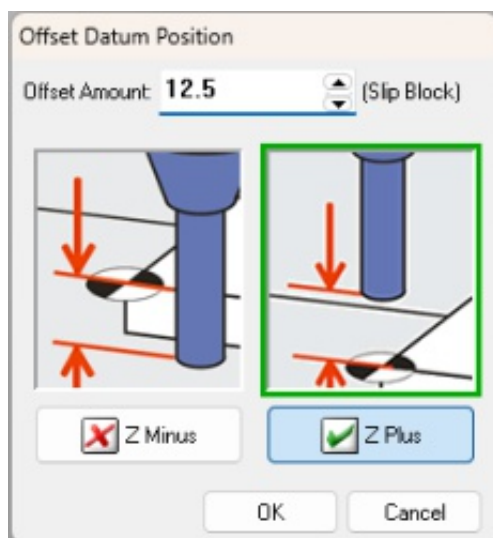 Offset Datum Position
Offset Amount: 12.5 (Slip Block)
Z Minus
Z Plus
OK
Cancel